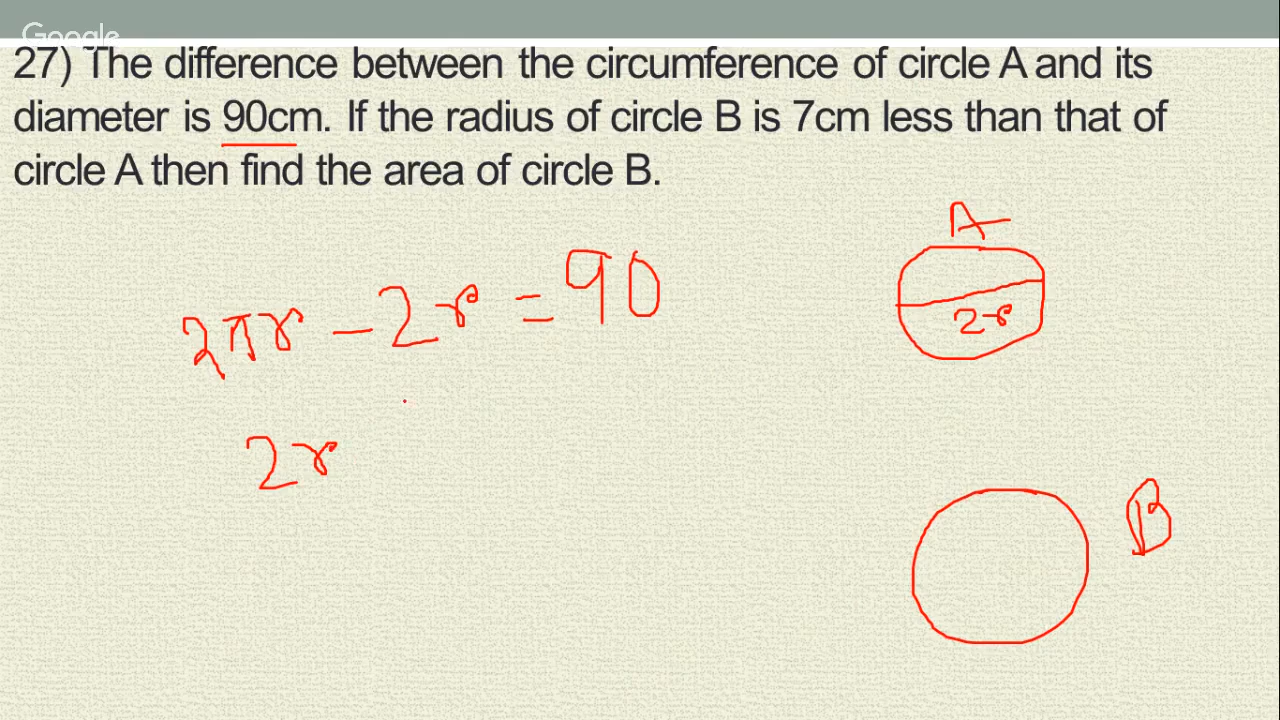 Google
27) The difference between the circumference of circle A and its
diameter is 90cm. If the radius of circle B is 7cm less than that of
circle A then find the area of circle B.
A
2πr - 2r = 90
2r
2r
B